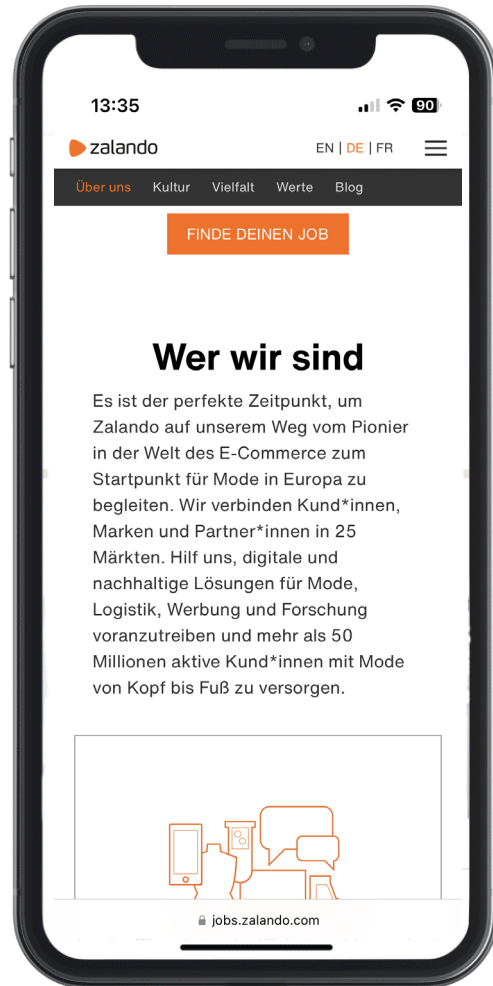 13:35
90
zalando
EN | DE | FR
Über uns Kultur Vielfalt Werte Blog
FINDE DEINEN JOB
Wer wir sind
Es ist der perfekte Zeitpunkt, um
Zalando auf unserem Weg vom Pionier
in der Welt des E-Commerce zum
Startpunkt für Mode in Europa zu
begleiten. Wir verbinden Kund*innen,
Marken und Partner*innen in 25
Märkten. Hilf uns, digitale und
nachhaltige Lösungen für Mode,
Logistik, Werbung und Forschung
voranzutreiben und mehr als 50
Millionen aktive Kund*innen mit Mode
von Kopf bis Fuß zu versorgen.
jobs.zalando.com